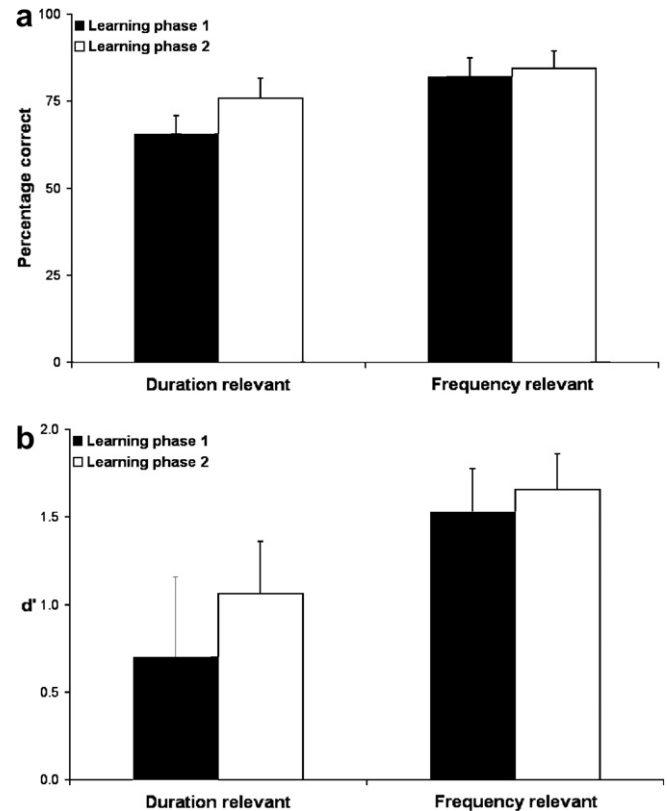 a
100
Learning phase 1
Learning phase 2
75
50
25
0
Percentage correct
Duration relevant Frequency relevant
b
2.0
Learning phase 1
Learning phase 2
1.5
1.0
d'
0.5
0.0
Duration relevant Frequency relevant